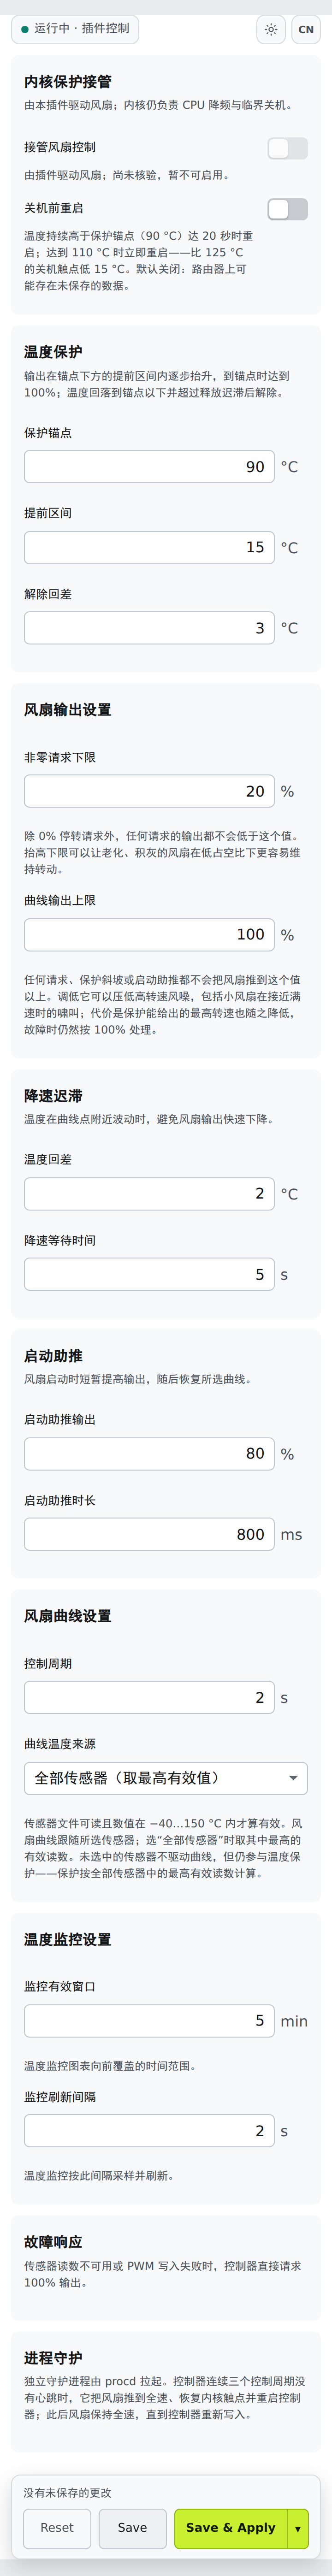 运行中 · 插件控制
CN
内核保护接管
由本插件驱动风扇；内核仍负责 CPU 降频与临界关机。
接管风扇控制
由插件驱动风扇；尚未核验，暂不可启用。
关机前重启
温度持续高于保护锚点（90 °C）达 20 秒时重
启；达到 110 °C 时立即重启——比 125 °C
的关机触点低 15 °C。默认关闭：路由器上可
能存在未保存的数据。
温度保护
输出在锚点下方的提前区间内逐步抬升，到锚点时达到
100%；温度回落到锚点以下并超过释放迟滞后解除。
保护锚点
90 °C
提前区间
15 °C
解除回差
3 °C
风扇输出设置
非零请求下限
20 %
除 0% 停转请求外，任何请求的输出都不会低于这个值。
抬高下限可以让老化、积灰的风扇在低占空比下更容易维
持转动。
曲线输出上限
100 %
任何请求、保护斜坡或启动助推都不会把风扇推到这个值
以上。调低它可以压低高转速风噪，包括小风扇在接近满
速时的啸叫；代价是保护能给出的最高转速也随之降低，
故障时仍然按 100% 处理。
降速迟滞
温度在曲线点附近波动时，避免风扇输出快速下降。
温度回差
2 °C
降速等待时间
5 s
启动助推
风扇启动时短暂提高输出，随后恢复所选曲线。
启动助推输出
80 %
启动助推时长
800 ms
风扇曲线设置
控制周期
2 s
曲线温度来源
全部传感器（取最高有效值）
传感器文件可读且数值在 −40…150 °C 内才算有效。风
扇曲线跟随所选传感器；选“全部传感器”时取其中最高的
有效读数。未选中的传感器不驱动曲线，但仍参与温度保
护——保护按全部传感器中的最高有效读数计算。
温度监控设置
监控有效窗口
5 min
温度监控图表向前覆盖的时间范围。
监控刷新间隔
2 s
温度监控按此间隔采样并刷新。
故障响应
传感器读数不可用或 PWM 写入失败时，控制器直接请求
100% 输出。
进程守护
独立守护进程由 procd 拉起。控制器连续三个控制周期没
有心跳时，它把风扇推到全速、恢复内核触点并重启控制
器；此后风扇保持全速，直到控制器重新写入。
没有未保存的更改
Reset Save Save & Apply ▾